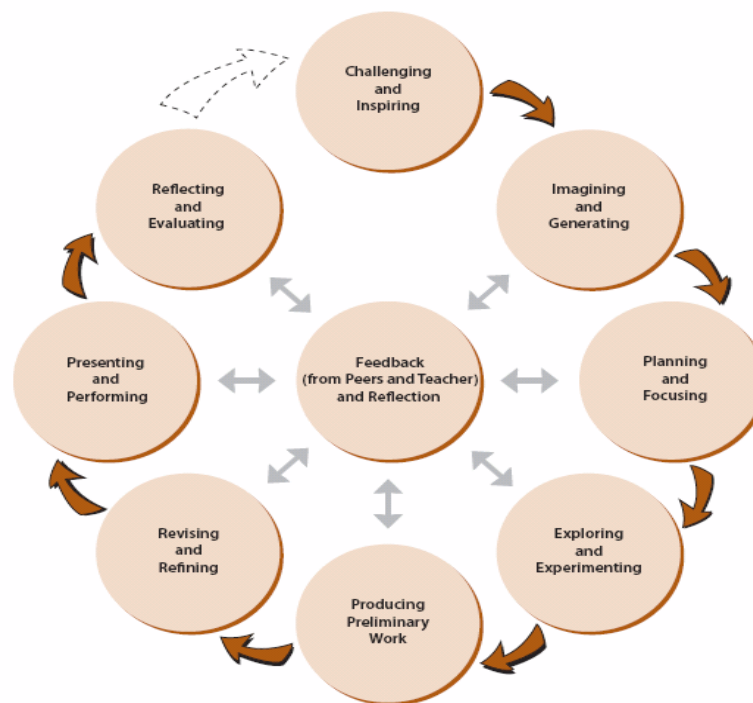 Challenging
and
Inspiring
Imagining
and
Generating
Planning
and
Focusing
Exploring
and
Experimenting
Producing
Preliminary
Work
Revising
and
Refining
Presenting
and
Performing
Reflecting
and
Evaluating
Feedback
(from Peers and Teacher)
and Reflection